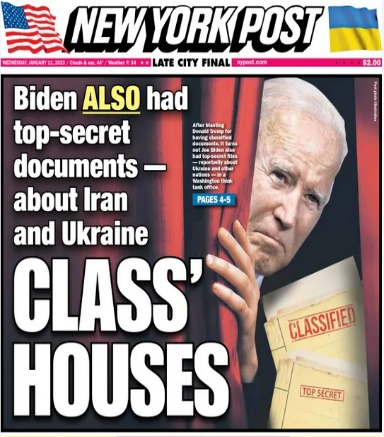 NEW YORK POST
WEDNESDAY, JANUARY 11, 2023 / Clouds & sun, 44° / Weather: P. 34 ★★
LATE CITY FINAL
nypost.com
$2.00
Biden ALSO had
top-secret
documents —
about Iran
and Ukraine
After blasting
Donald Trump for
having classified
documents, it turns
out Joe Biden also
had top-secret files
— reportedly about
Ukraine and other
nations — in a
Washington think
tank office.
PAGES 4-5
CLASS'
HOUSES
CLASSIFIED
TOP SECRET